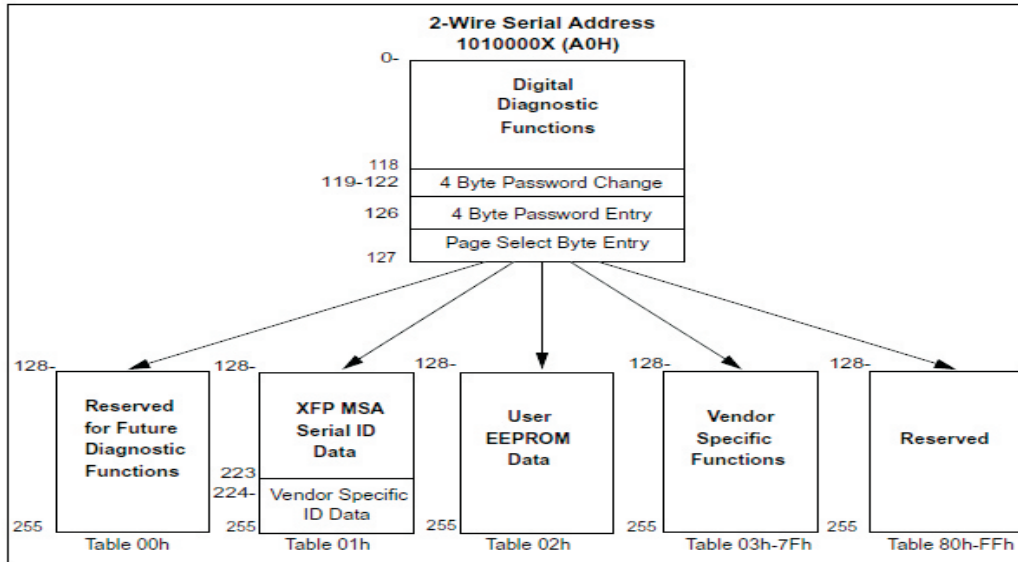 2-Wire Serial Address
1010000X (A0H)
0-
Digital
Diagnostic
Functions
118
119-122
4 Byte Password Change
126
4 Byte Password Entry
Page Select Byte Entry
127
128-
Reserved
for Future
Diagnostic
Functions
255
Table 00h
128-
XFP MSA
Serial ID
Data
223
224-
Vendor Specific
ID Data
255
Table 01h
128-
User
EEPROM
Data
255
Table 02h
128-
Vendor
Specific
Functions
255
Table 03h-7Fh
128-
Reserved
255
Table 80h-FFh